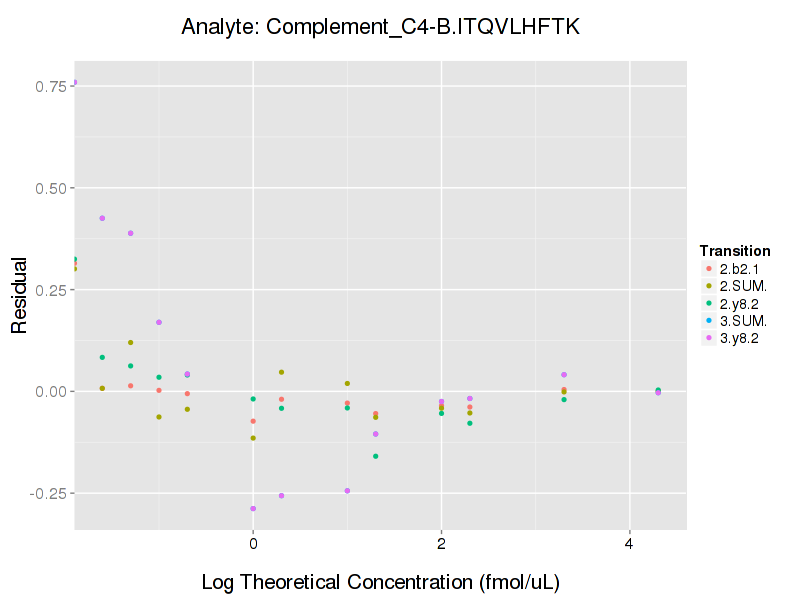 Analyte: Complement_C4-B.ITQVLHFTK
0.75
0.50
0.25
0.00
-0.25
Residual
0
2
4
Log Theoretical Concentration (fmol/uL)
Transition
2.b2.1
2.SUM.
2.y8.2
3.SUM.
3.y8.2